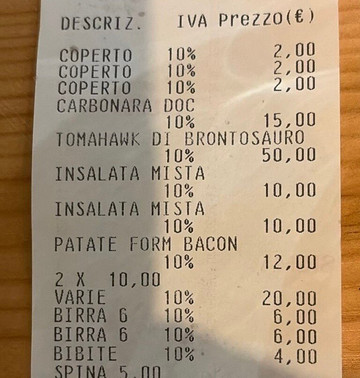 DESCRIZ. IVA Prezzo(€)
COPERTO 10% 2,00
COPERTO 10% 2,00
COPERTO 10% 2,00
CARBONARA DOC
10% 15,00
TOMAHAWK DI BRONTOSAURO
10% 50,00
INSALATA MISTA
10% 10,00
INSALATA MISTA
10% 10,00
PATATE FORM BACON
10% 12,00
2 X 10,00
VARIE 10% 20,00
BIRRA G 10% 6,00
BIRRA G 10% 6,00
BIBITE 10% 4,00
SPINA 5,00